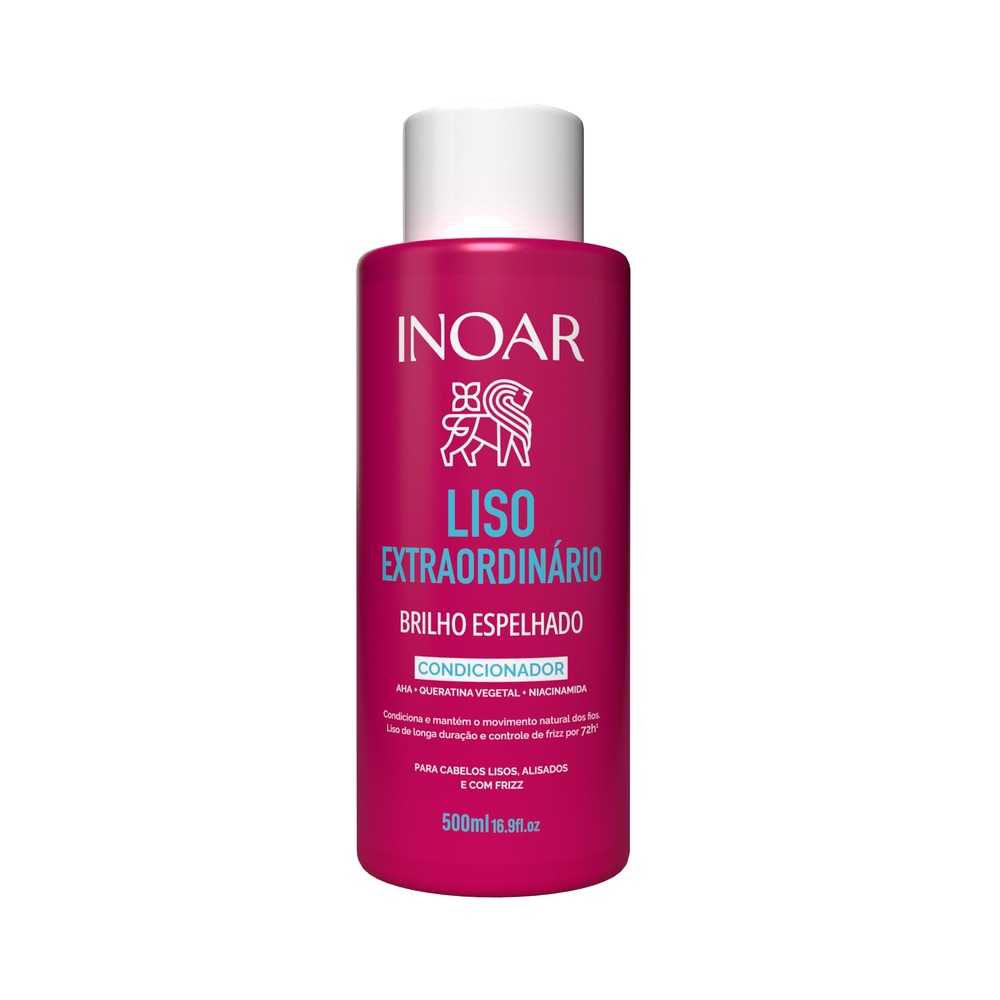 INOAR
LISO
EXTRAORDINÁRIO
BRILHO ESPELHADO
CONDICIONADOR
AHA + QUERATINA VEGETAL + NIACINAMIDA
Condiciona e mantém o movimento natural dos fios.
Liso de longa duração e controle de frizz por 72h¹
PARA CABELOS LISOS, ALISADOS
E COM FRIZZ
500ml 16.9fl.oz